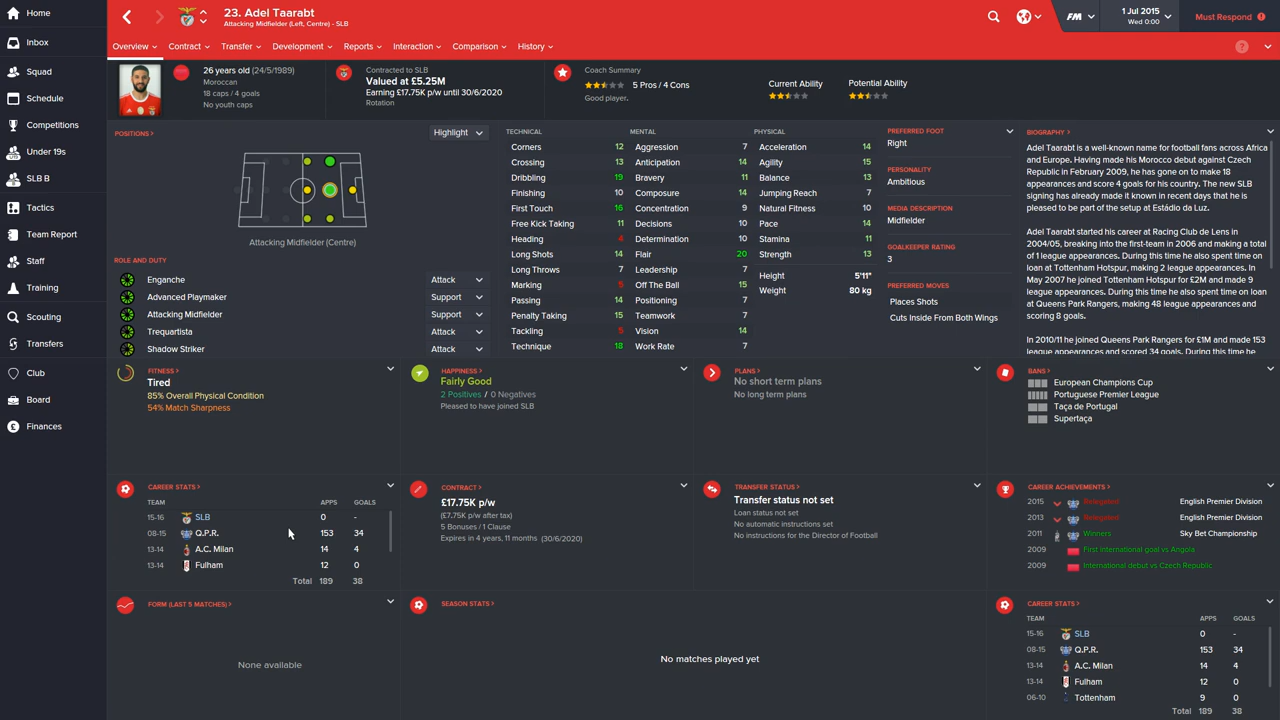 Home
Inbox
Squad
Schedule
Competitions
Under 19s
SLB B
Tactics
Team Report
Staff
Training
Scouting
Transfers
Club
Board
Finances
23. Adel Taarabt
Attacking Midfielder (Left, Centre) - SLB
FM
1 Jul 2015
Wed 0:00
Must Respond
Overview
Contract
Transfer
Development
Reports
Interaction
Comparison
History
26 years old (24/5/1989)
Moroccan
18 caps / 4 goals
No youth caps
Contracted to SLB
Valued at £5.25M
Earning £17.75K p/w until 30/6/2020
Rotation
Coach Summary
5 Pros / 4 Cons
Good player.
Current Ability
Potential Ability
POSITIONS >
Highlight
Attacking Midfielder (Centre)
ROLE AND DUTY
Enganche Attack
Advanced Playmaker Support
Attacking Midfielder Support
Trequartista Attack
Shadow Striker Attack
TECHNICAL
Corners 12
Crossing 13
Dribbling 19
Finishing 10
First Touch 16
Free Kick Taking 11
Heading 4
Long Shots 14
Long Throws 7
Marking 5
Passing 14
Penalty Taking 15
Tackling 5
Technique 18
MENTAL
Aggression 7
Anticipation 14
Bravery 11
Composure 14
Concentration 9
Decisions 10
Determination 10
Flair 20
Leadership 7
Off The Ball 15
Positioning 7
Teamwork 7
Vision 14
Work Rate 7
PHYSICAL
Acceleration 14
Agility 15
Balance 13
Jumping Reach 7
Natural Fitness 10
Pace 14
Stamina 11
Strength 13
Height 5'11"
Weight 80 kg
PREFERRED FOOT
Right
PERSONALITY
Ambitious
MEDIA DESCRIPTION
Midfielder
GOALKEEPER RATING
3
PREFERRED MOVES
Places Shots
Cuts Inside From Both Wings
BIOGRAPHY >
Adel Taarabt is a well-known name for football fans across Africa
and Europe. Having made his Morocco debut against Czech
Republic in February 2009, he has gone on to make 18
appearances and score 4 goals for his country. The new SLB
signing has already made it known in recent days that he is
pleased to be part of the setup at Estádio da Luz.
Adel Taarabt started his career at Racing Club de Lens in
2004/05, breaking into the first-team in 2006 and making a total
of 1 league appearances. During this time he also spent time on
loan at Tottenham Hotspur, making 2 league appearances. In
May 2007 he joined Tottenham Hotspur for £2M and made 9
league appearances. During this time he also spent time on loan at
Queens Park Rangers, making 48 league appearances and
scoring 8 goals.
In 2010/11 he joined Queens Park Rangers for £1M and made 153
league appearances and scored 34 goals. During this time he
FITNESS >
Tired
85% Overall Physical Condition
54% Match Sharpness
HAPPINESS >
Fairly Good
2 Positives / 0 Negatives
Pleased to have joined SLB
PLANS >
No short term plans
No long term plans
BANS >
European Champions Cup
Portuguese Premier League
Taça de Portugal
Supertaça
CAREER STATS >
TEAM APPS GOALS
15-16 SLB 0 -
08-15 Q.P.R. 153 34
13-14 A.C. Milan 14 4
13-14 Fulham 12 0
Total 189 38
CONTRACT >
£17.75K p/w
(£7.75K p/w after tax)
5 Bonuses / 1 Clause
Expires in 4 years, 11 months (30/6/2020)
TRANSFER STATUS >
Transfer status not set
Loan status not set
No automatic instructions set
No instructions for the Director of Football
CAREER ACHIEVEMENTS >
2015 Relegated English Premier Division
2013 Relegated English Premier Division
2011 Winners Sky Bet Championship
2009 First international goal vs Angola
2009 International debut vs Czech Republic
FORM (LAST 5 MATCHES) >
None available
SEASON STATS >
No matches played yet
CAREER STATS >
TEAM APPS GOALS
15-16 SLB 0 -
08-15 Q.P.R. 153 34
13-14 A.C. Milan 14 4
13-14 Fulham 12 0
06-10 Tottenham 9 0
Total 189 38